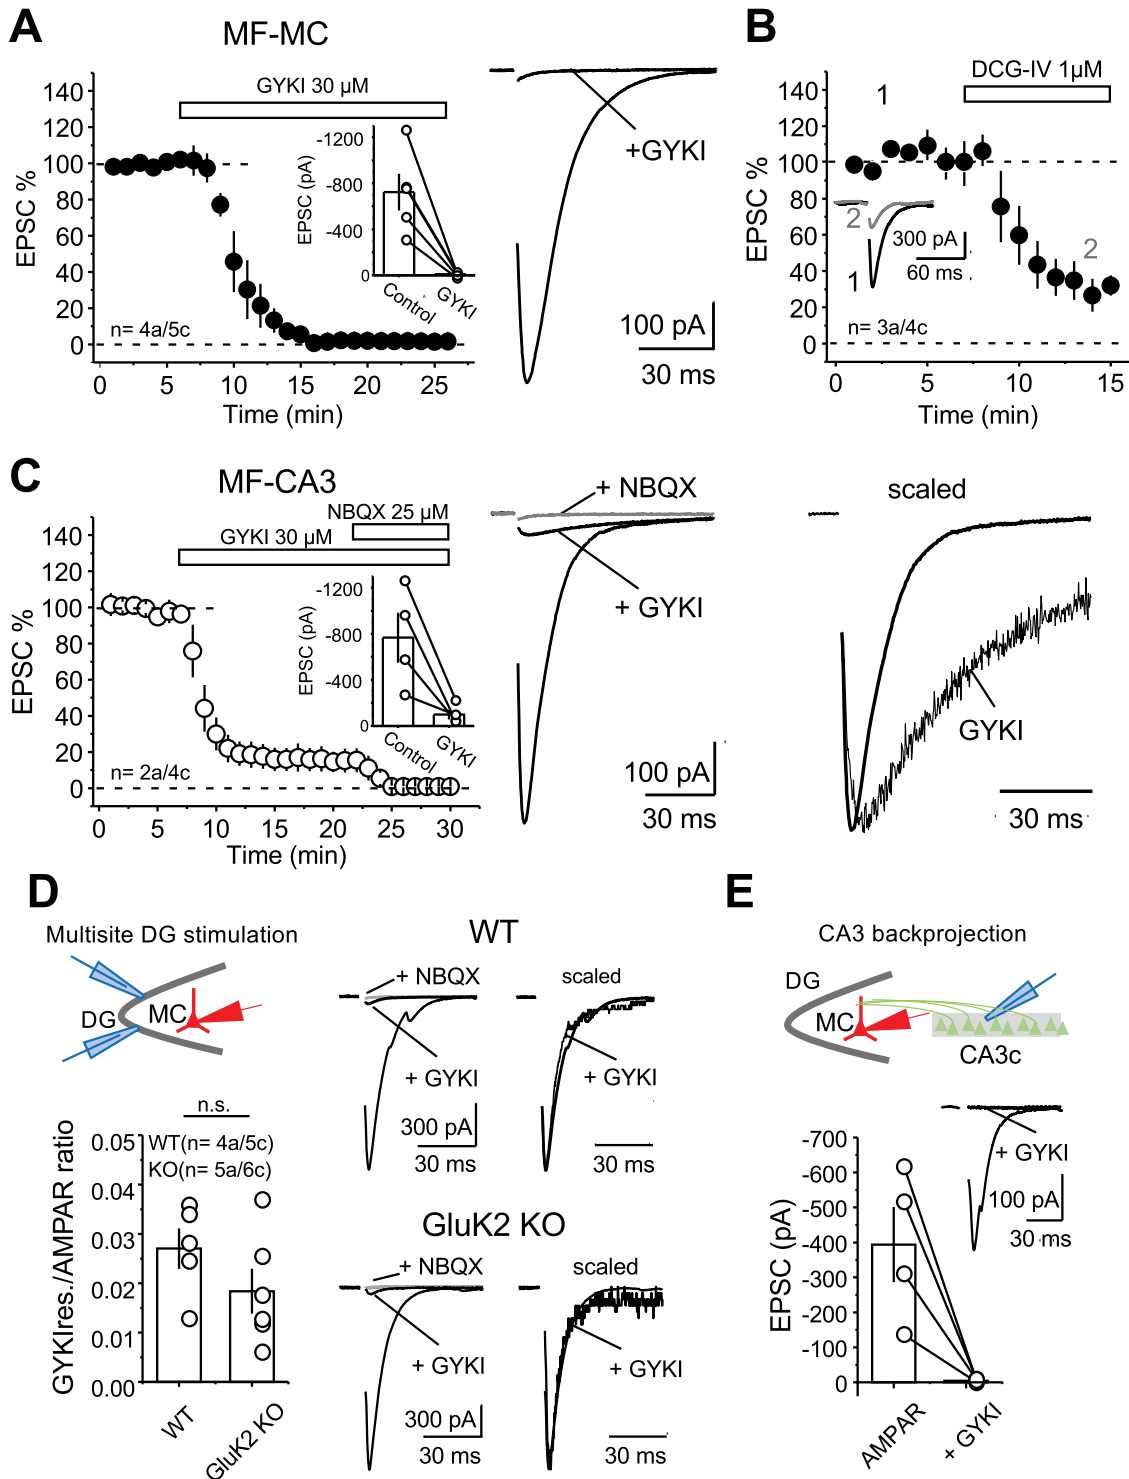 A
MF-MC
GYKI 30 µM
EPSC %
140
120
100
80
60
40
20
0
n= 4a/5c
0
5
10
15
20
25
Time (min)
EPSC (pA)
-1200
-800
-400
0
Control
GYKI
+GYKI
100 pA
30 ms
B
DCG-IV 1µM
EPSC %
140
120
100
80
60
40
20
0
1
2
1
2
300 pA
60 ms
n= 3a/4c
0
5
10
15
Time (min)
C
MF-CA3
NBQX 25 µM
GYKI 30 µM
EPSC %
140
120
100
80
60
40
20
0
n= 2a/4c
0
5
10
15
20
25
30
Time (min)
EPSC (pA)
-1200
-800
-400
0
Control
GYKI
+ NBQX
+ GYKI
100 pA
30 ms
scaled
GYKI
30 ms
D
Multisite DG stimulation
MC
DG
n.s.
WT(n= 4a/5c)
KO(n= 5a/6c)
GYKIres./AMPAR ratio
0.05
0.04
0.03
0.02
0.01
0.00
WT
GluK2 KO
WT
+ NBQX
+ GYKI
300 pA
30 ms
scaled
+ GYKI
30 ms
GluK2 KO
+ NBQX
+ GYKI
300 pA
30 ms
scaled
+ GYKI
30 ms
E
CA3 backprojection
DG
MC
CA3c
EPSC (pA)
-700
-600
-500
-400
-300
-200
-100
0
AMPAR
+ GYKI
+ GYKI
100 pA
30 ms